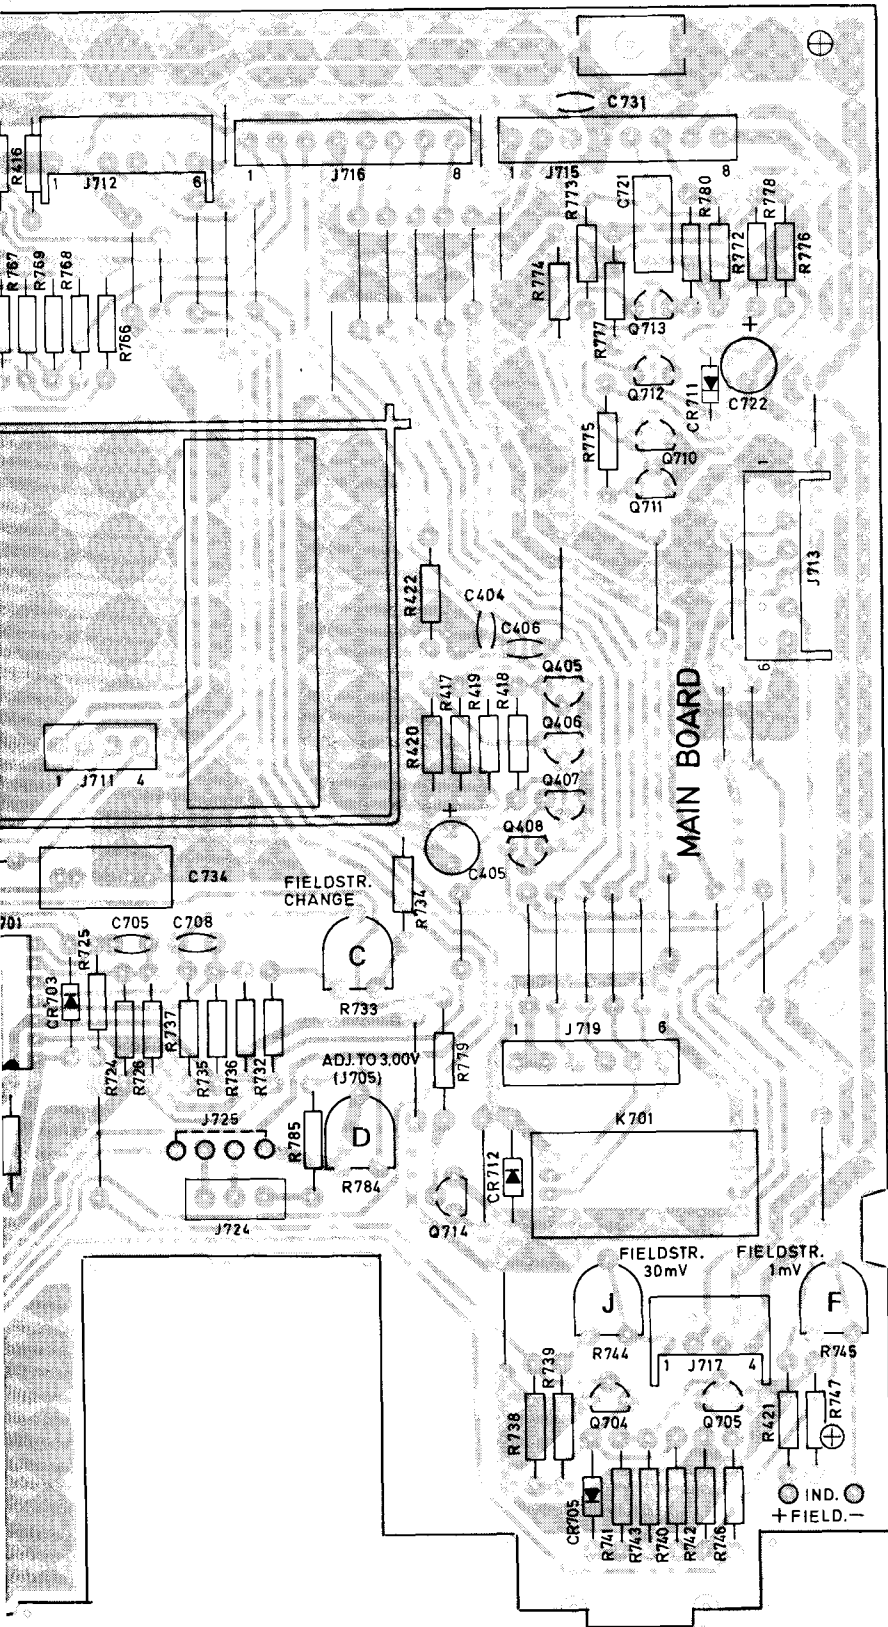 C731
R416
1 J712 6
1 J716 8
1 J715 8
R773
C721
R780
R778
R774
R772
R776
R767
R769
R768
R766
R777
Q713
+
Q712
CR711
C722
R775
Q710
Q711
1
J713
6
R422
C404
C406
Q405
R417
R419
R418
R420
Q406
Q407
MAIN BOARD
1 J711 4
+
Q408
C405
C734
FIELDSTR.
CHANGE
R734
701
R725
C705
C708
C
R733
CR703
R737
R724
R726
R735
R736
R732
1 J719 6
ADJ. TO 3.00V
(J705)
R779
J725
R785
D
R784
K701
CR712
J724
Q714
FIELDSTR.
30mV
FIELDSTR.
1mV
J
F
R744
1 J717 4
R745
R739
R738
Q704
Q705
R421
R747
CR705
R741
R743
R740
R742
R746
IND.
+ FIELD. -